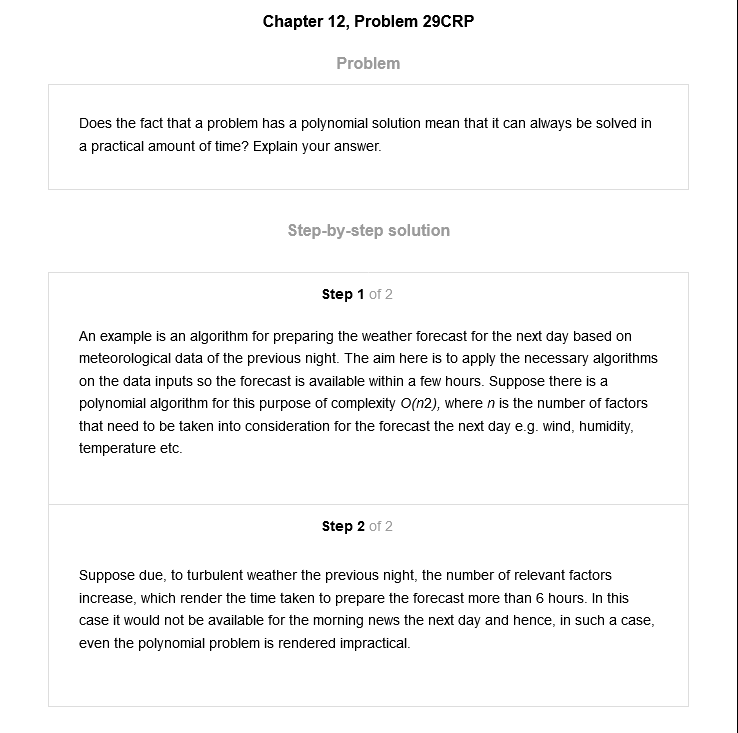 Chapter 12, Problem 29CRP
Problem
Does the fact that a problem has a polynomial solution mean that it can always be solved in
a practical amount of time? Explain your answer.
Step-by-step solution
Step 1 of 2
An example is an algorithm for preparing the weather forecast for the next day based on
meteorological data of the previous night. The aim here is to apply the necessary algorithms
on the data inputs so the forecast is available within a few hours. Suppose there is a
polynomial algorithm for this purpose of complexity O(n2), where n is the number of factors
that need to be taken into consideration for the forecast the next day e.g. wind, humidity,
temperature etc.
Step 2 of 2
Suppose due, to turbulent weather the previous night, the number of relevant factors
increase, which render the time taken to prepare the forecast more than 6 hours. In this
case it would not be available for the morning news the next day and hence, in such a case,
even the polynomial problem is rendered impractical.